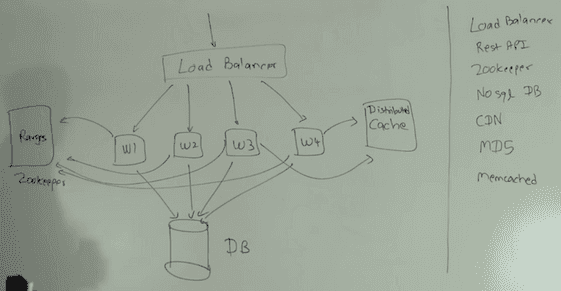 Load Balancer
Ranges
Zookeeper
W1
W2
W3
W4
Distributed
Cache
DB
Load Balancer
Rest API
Zookeeper
No sql DB
CDN
MD5
Memcached